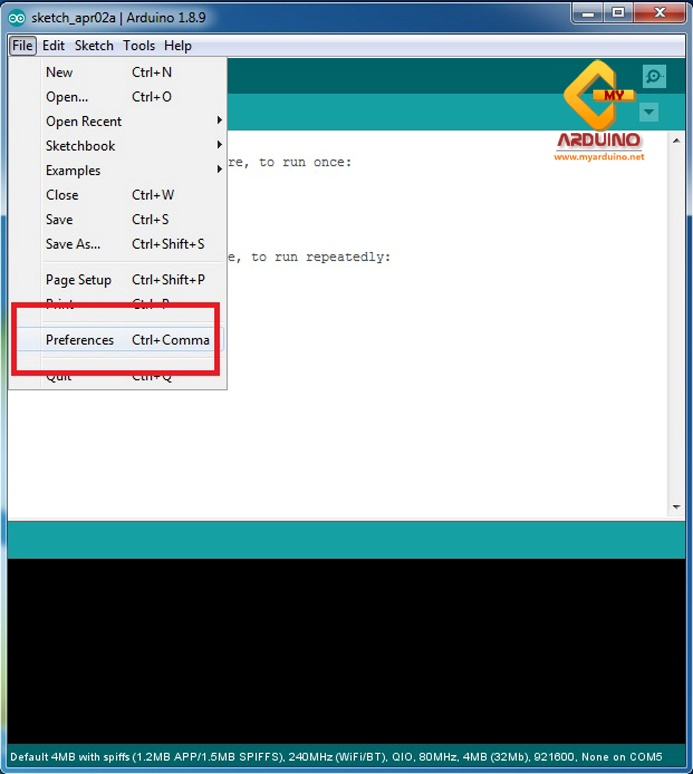 sketch_apr02a | Arduino 1.8.9
File Edit Sketch Tools Help
New Ctrl+N
Open... Ctrl+O
Open Recent
Sketchbook
Examples
Close Ctrl+W
Save Ctrl+S
Save As... Ctrl+Shift+S
Page Setup Ctrl+Shift+P
Print Ctrl+P
Preferences Ctrl+Comma
Quit Ctrl+Q
MY
ARDUINO
www.myarduino.net
re, to run once:
e, to run repeatedly:
Default 4MB with spiffs (1.2MB APP/1.5MB SPIFFS), 240MHz (WiFi/BT), QIO, 80MHz, 4MB (32Mb), 921600, None on COM5